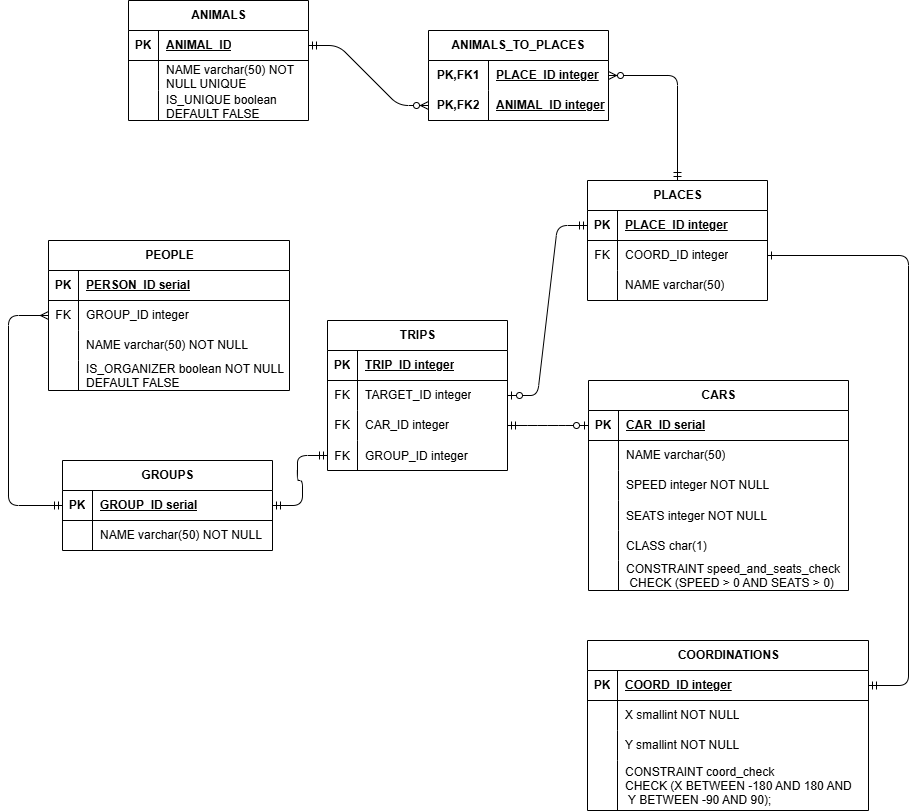 ANIMALS
PK ANIMAL_ID
NAME varchar(50) NOT
NULL UNIQUE
IS_UNIQUE boolean
DEFAULT FALSE
ANIMALS_TO_PLACES
PK,FK1 PLACE_ID integer
PK,FK2 ANIMAL_ID integer
PLACES
PK PLACE_ID integer
FK COORD_ID integer
NAME varchar(50)
PEOPLE
PK PERSON_ID serial
FK GROUP_ID integer
NAME varchar(50) NOT NULL
IS_ORGANIZER boolean NOT NULL
DEFAULT FALSE
TRIPS
PK TRIP_ID integer
FK TARGET_ID integer
FK CAR_ID integer
FK GROUP_ID integer
CARS
PK CAR_ID serial
NAME varchar(50)
SPEED integer NOT NULL
SEATS integer NOT NULL
CLASS char(1)
CONSTRAINT speed_and_seats_check
CHECK (SPEED > 0 AND SEATS > 0)
GROUPS
PK GROUP_ID serial
NAME varchar(50) NOT NULL
COORDINATIONS
PK COORD_ID integer
X smallint NOT NULL
Y smallint NOT NULL
CONSTRAINT coord_check
CHECK (X BETWEEN -180 AND 180 AND
Y BETWEEN -90 AND 90);